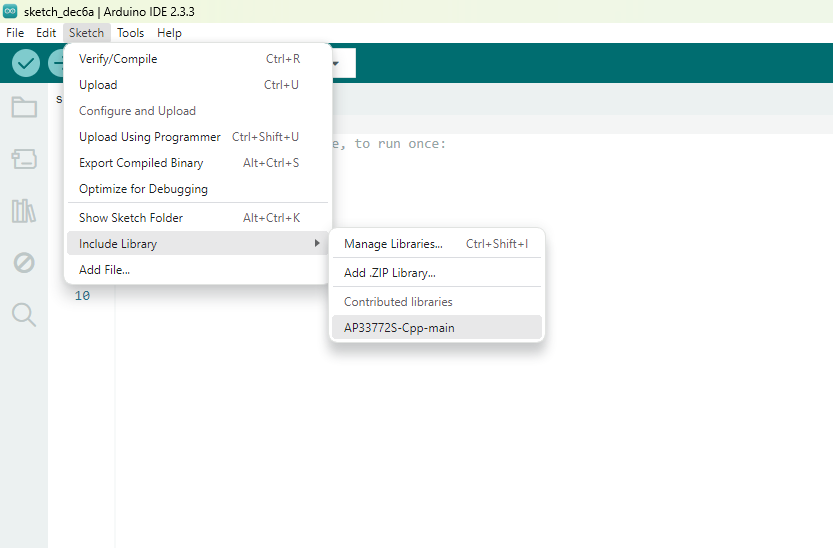 sketch_dec6a | Arduino IDE 2.3.3
File Edit Sketch Tools Help
Verify/Compile Ctrl+R
Upload Ctrl+U
Configure and Upload
Upload Using Programmer Ctrl+Shift+U
Export Compiled Binary Alt+Ctrl+S
Optimize for Debugging
Show Sketch Folder Alt+Ctrl+K
Include Library
Add File...
s
, to run once:
Manage Libraries... Ctrl+Shift+I
Add .ZIP Library...
Contributed libraries
AP33772S-Cpp-main
10